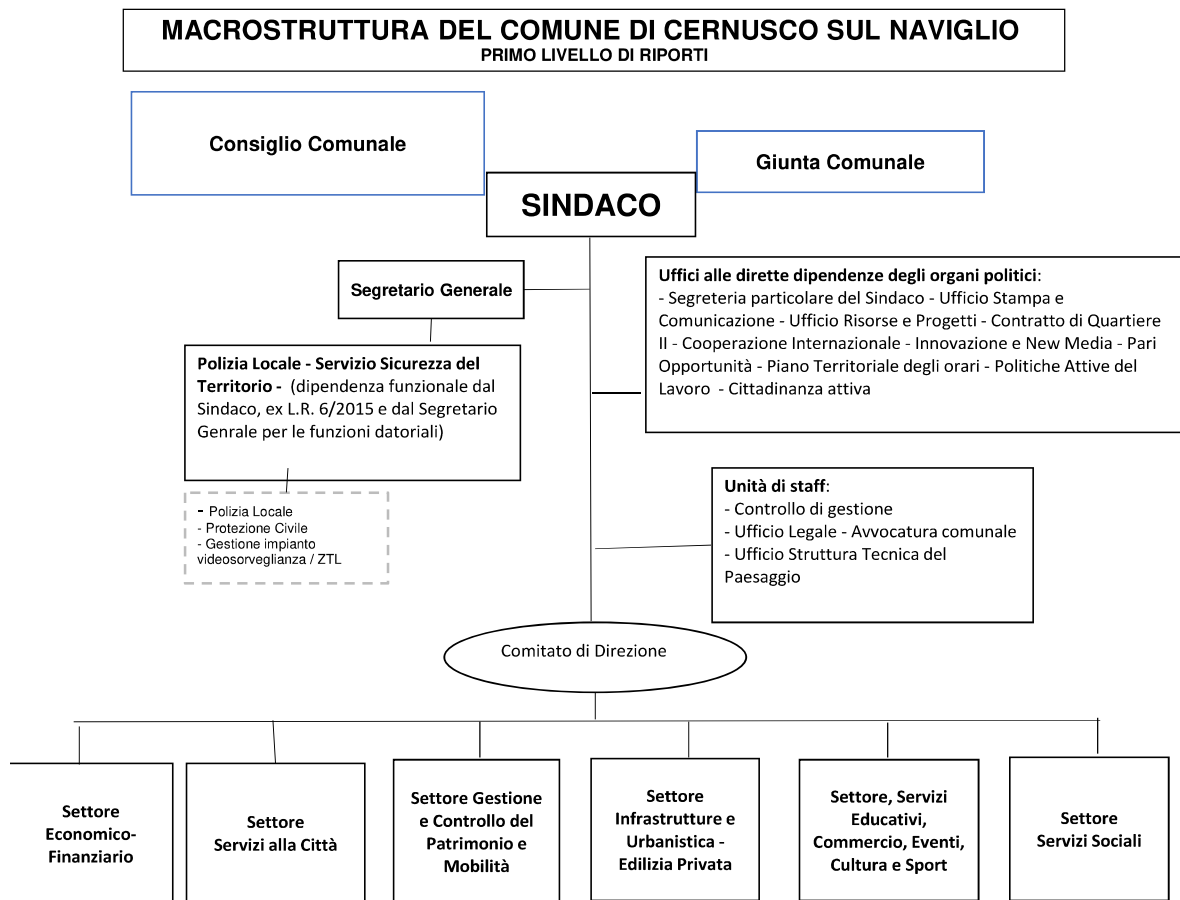 MACROSTRUTTURA DEL COMUNE DI CERNUSCO SUL NAVIGLIO
PRIMO LIVELLO DI RIPORTI
Consiglio Comunale
Giunta Comunale
SINDACO
Segretario Generale
Uffici alle dirette dipendenze degli organi politici:
- Segreteria particolare del Sindaco - Ufficio Stampa e
Comunicazione - Ufficio Risorse e Progetti - Contratto di Quartiere
II - Cooperazione Internazionale - Innovazione e New Media - Pari
Opportunità - Piano Territoriale degli orari - Politiche Attive del
Lavoro - Cittadinanza attiva
Polizia Locale - Servizio Sicurezza del
Territorio - (dipendenza funzionale dal
Sindaco, ex L.R. 6/2015 e dal Segretario
Genrale per le funzioni datoriali)
- Polizia Locale
- Protezione Civile
- Gestione impianto
videosorveglianza / ZTL
Unità di staff:
- Controllo di gestione
- Ufficio Legale - Avvocatura comunale
- Ufficio Struttura Tecnica del
Paesaggio
Comitato di Direzione
Settore
Economico-
Finanziario
Settore
Servizi alla Città
Settore Gestione
e Controllo del
Patrimonio e
Mobilità
Settore
Infrastrutture e
Urbanistica -
Edilizia Privata
Settore, Servizi
Educativi,
Commercio, Eventi,
Cultura e Sport
Settore
Servizi Sociali